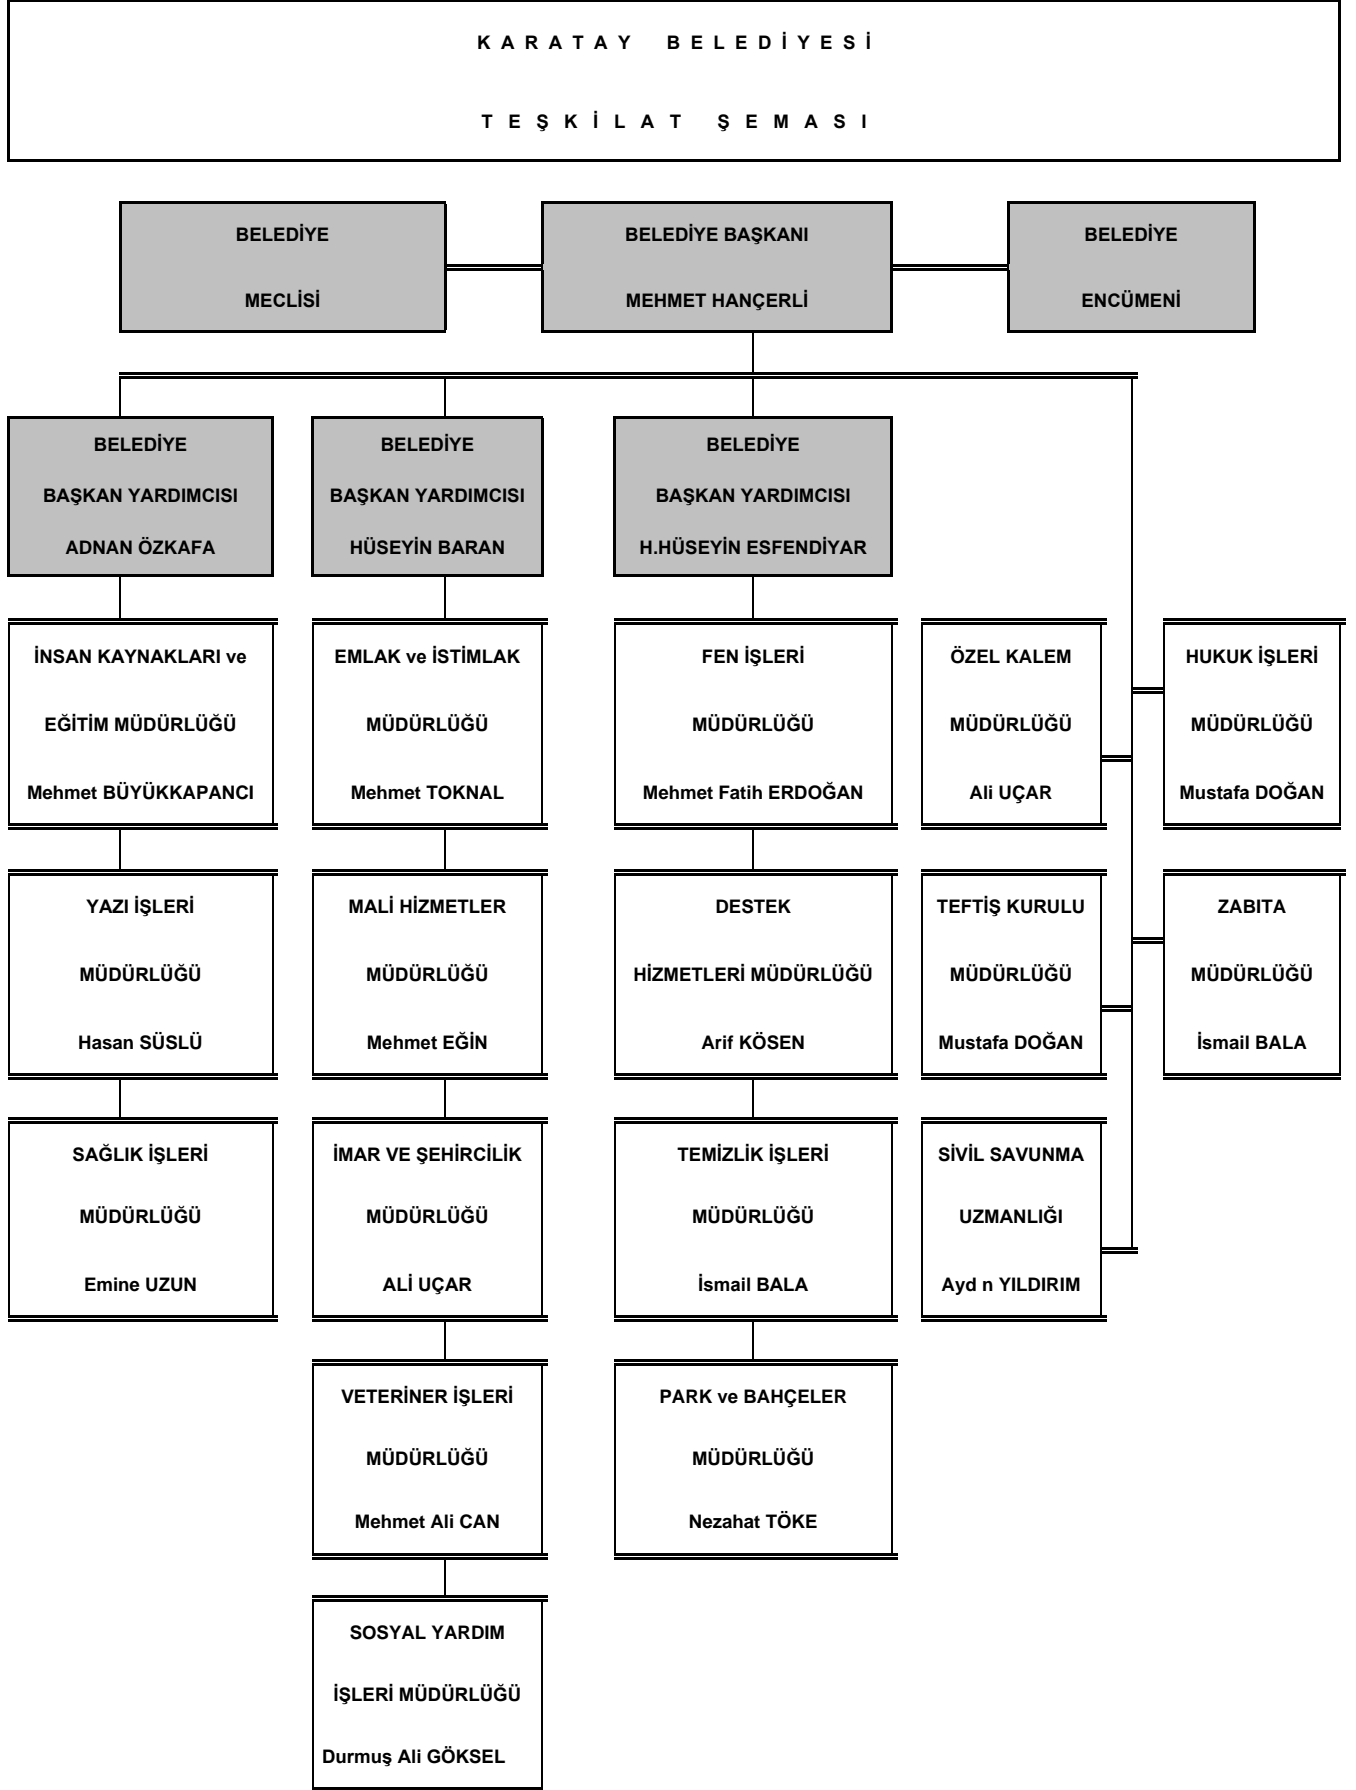 KARATAY BELEDİYESİ
TEŞKİLAT ŞEMASI
BELEDİYE
MECLİSİ
BELEDİYE BAŞKANI
MEHMET HANÇERLİ
BELEDİYE
ENCÜMENİ
BELEDİYE
BAŞKAN YARDIMCISI
ADNAN ÖZKAFA
BELEDİYE
BAŞKAN YARDIMCISI
HÜSEYİN BARAN
BELEDİYE
BAŞKAN YARDIMCISI
H.HÜSEYİN ESFENDİYAR
İNSAN KAYNAKLARI ve
EĞİTİM MÜDÜRLÜĞÜ
Mehmet BÜYÜKKAPANCI
EMLAK ve İSTİMLAK
MÜDÜRLÜĞÜ
Mehmet TOKNAL
FEN İŞLERİ
MÜDÜRLÜĞÜ
Mehmet Fatih ERDOĞAN
ÖZEL KALEM
MÜDÜRLÜĞÜ
Ali UÇAR
HUKUK İŞLERİ
MÜDÜRLÜĞÜ
Mustafa DOĞAN
YAZI İŞLERİ
MÜDÜRLÜĞÜ
Hasan SÜSLÜ
MALİ HİZMETLER
MÜDÜRLÜĞÜ
Mehmet EĞİN
DESTEK
HİZMETLERİ MÜDÜRLÜĞÜ
Arif KÖSEN
TEFTİŞ KURULU
MÜDÜRLÜĞÜ
Mustafa DOĞAN
ZABITA
MÜDÜRLÜĞÜ
İsmail BALA
SAĞLIK İŞLERİ
MÜDÜRLÜĞÜ
Emine UZUN
İMAR VE ŞEHİRCİLİK
MÜDÜRLÜĞÜ
ALİ UÇAR
TEMİZLİK İŞLERİ
MÜDÜRLÜĞÜ
İsmail BALA
SİVİL SAVUNMA
UZMANLIĞI
Ayd n YILDIRIM
VETERİNER İŞLERİ
MÜDÜRLÜĞÜ
Mehmet Ali CAN
PARK ve BAHÇELER
MÜDÜRLÜĞÜ
Nezahat TÖKE
SOSYAL YARDIM
İŞLERİ MÜDÜRLÜĞÜ
Durmuş Ali GÖKSEL